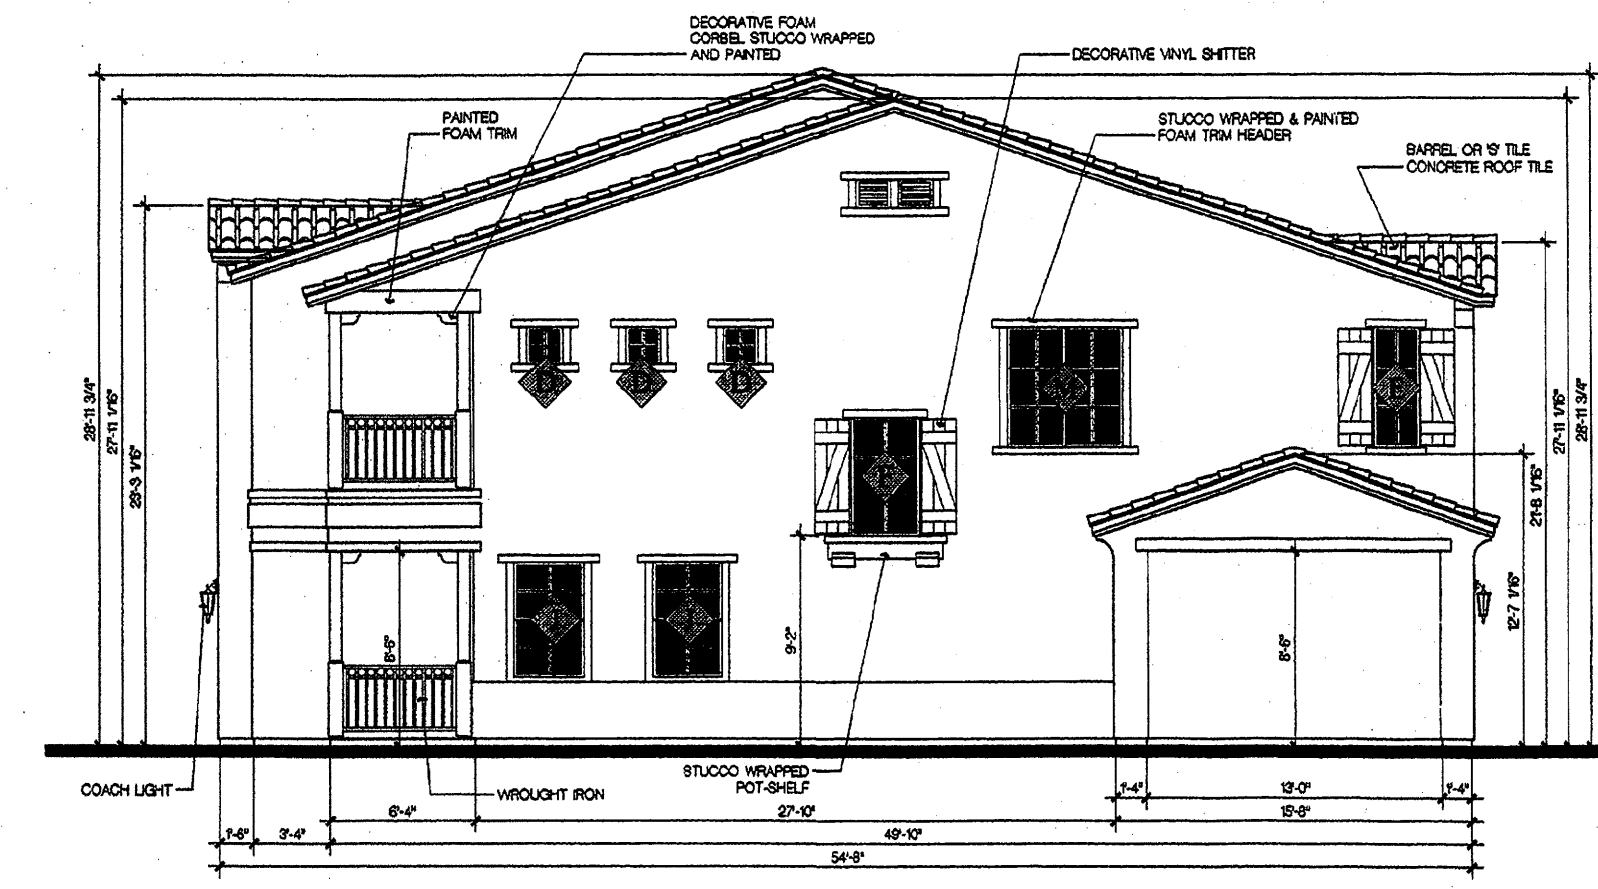 DECORATIVE FOAM
CORBEL STUCCO WRAPPED
AND PAINTED
DECORATIVE VINYL SHITTER
PAINTED
FOAM TRIM
STUCCO WRAPPED & PAINTED
FOAM TRIM HEADER
BARREL OR 'S' TILE
CONCRETE ROOF TILE
28'-11 3/4"
27'-11 1/16"
23'-3 1/16"
D
D
D
M
E
F
27'-11 1/16"
28'-11 3/4"
21'-8 1/16"
12'-7 1/16"
9'-2"
8'-6"
8'-6"
COACH LIGHT
WROUGHT IRON
STUCCO WRAPPED
POT-SHELF
1'-4"
13'-0"
1'-4"
6'-4"
27'-10"
15'-8"
1'-6"
3'-4"
49'-10"
54'-8"